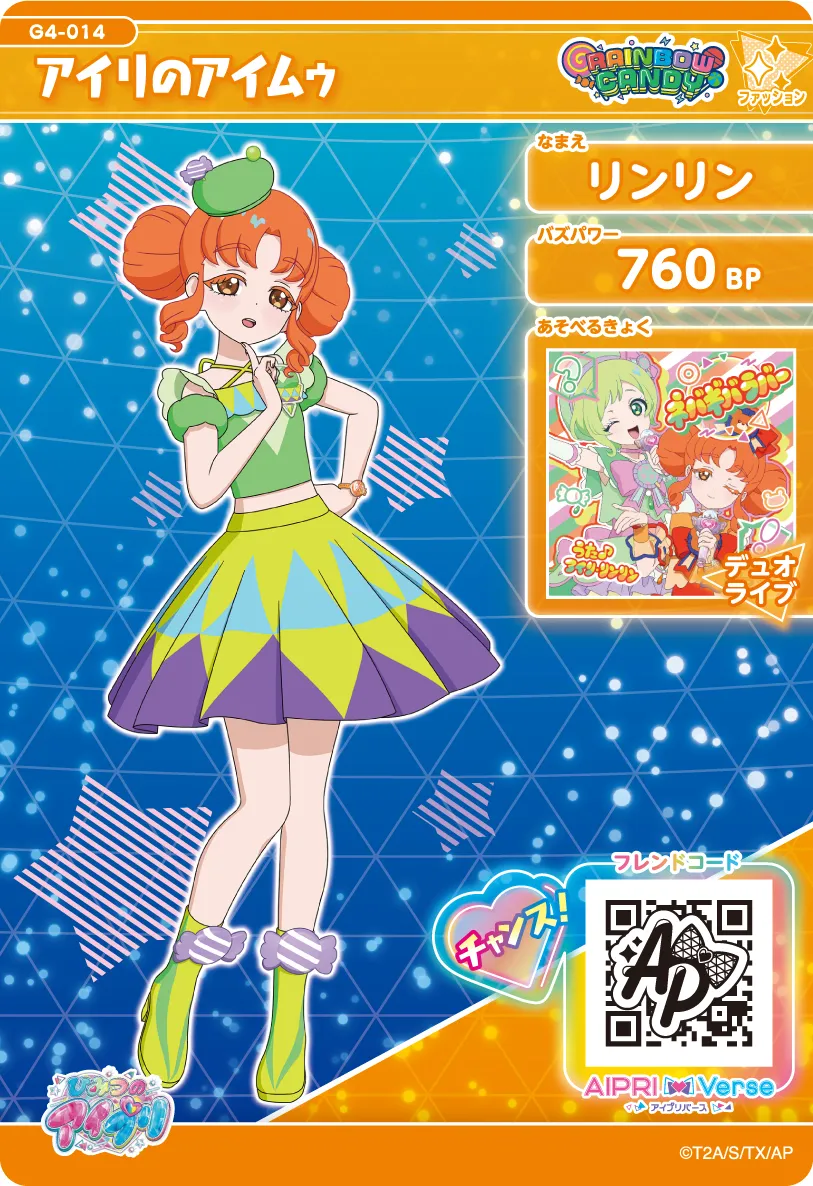 G4-014
アイリのアイムゥ
RAINBOW
CANDY
ファッション
なまえ
リンリン
バズパワー
760 BP
あそべるきょく
ネバギバラバー
うた♪
アイリ・リンリン
デュオ
ライブ
フレンドコード
チャンス!
AP
AIPRI Verse
アイプリバース
ひみつの
アイプリ
©T2A/S/TX/AP